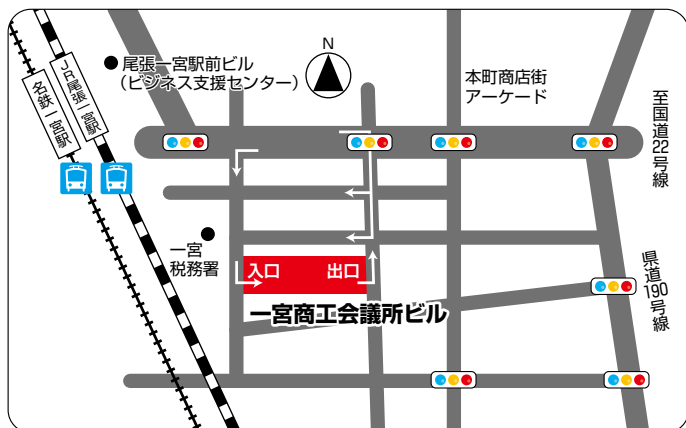 尾張一宮駅前ビル
（ビジネス支援センター）
N
本町商店街
アーケード
至国道22号線
JR尾張一宮駅
名鉄一宮駅
一宮
税務署
入口
出口
一宮商工会議所ビル
県道190号線